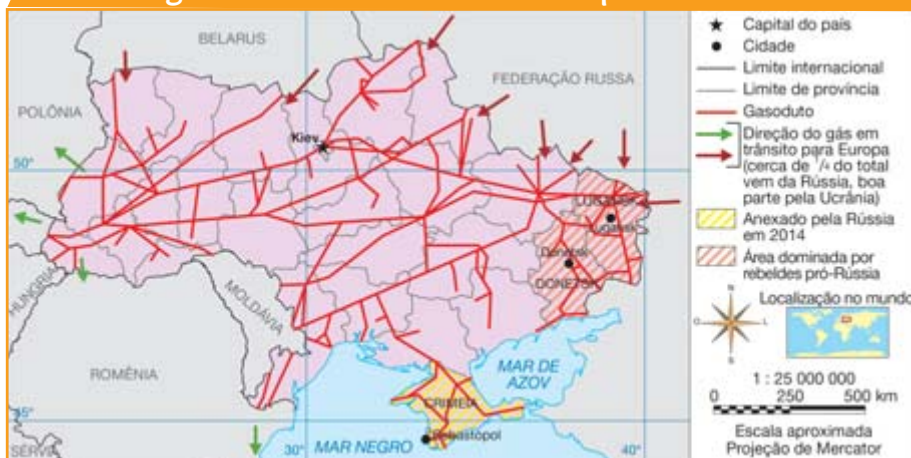 BELARUS
FEDERAÇÃO RUSSA
POLÔNIA
Kiev
50°
LUGANSK
Lugansk
Donetsk
DONETSK
HUNGRIA
MOLDÁVIA
ROMÊNIA
MAR DE
AZOV
CRIMEIA
45°
Sebastopol
SÉRVIA
30°
MAR NEGRO
40°
Capital do país
Cidade
Limite internacional
Limite de província
Gasoduto
Direção do gás em
trânsito para Europa
(cerca de 1/4 do total
vem da Rússia, boa
parte pela Ucrânia)
Anexado pela Rússia
em 2014
Área dominada por
rebeldes pró-Rússia
Localização no mundo
N
O
L
S
1 : 25 000 000
0 250 500 km
Escala aproximada
Projeção de Mercator